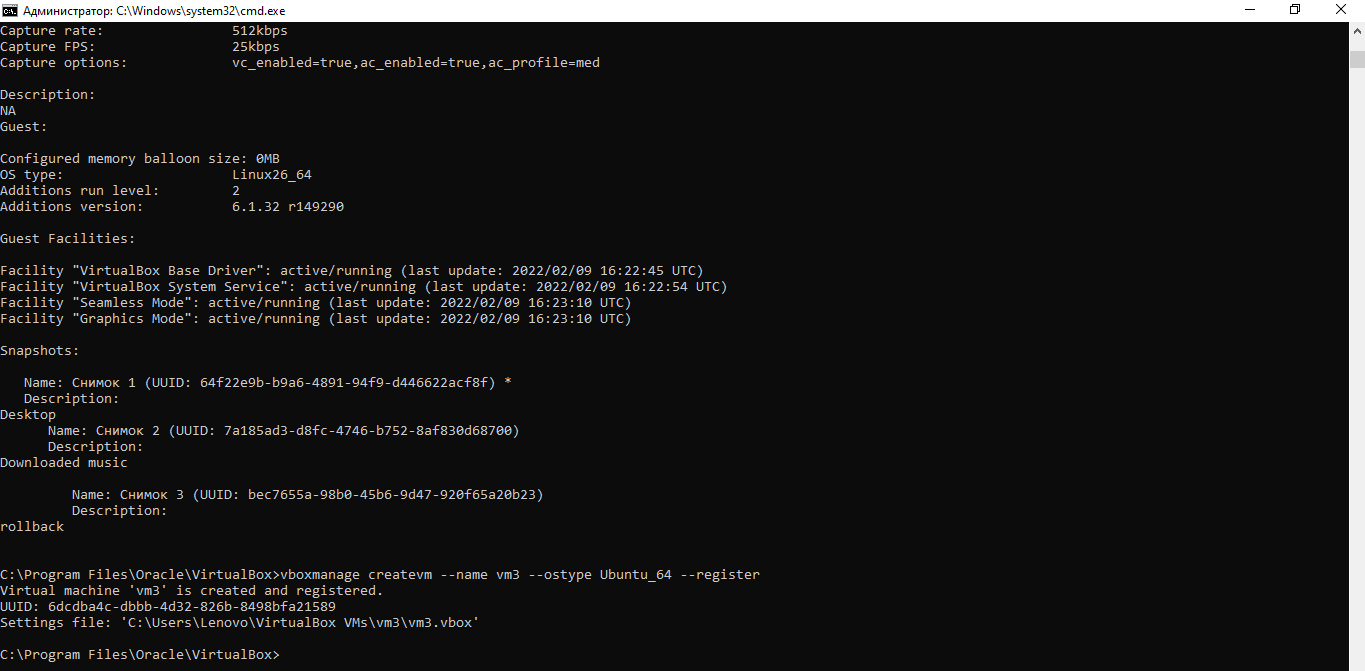 Администратор: C:\Windows\system32\cmd.exe
Capture rate: 512kbps
Capture FPS: 25kbps
Capture options: vc_enabled=true,ac_enabled=true,ac_profile=med
Description:
NA
Guest:
Configured memory balloon size: 0MB
OS type: Linux26_64
Additions run level: 2
Additions version: 6.1.32 r149290
Guest Facilities:
Facility "VirtualBox Base Driver": active/running (last update: 2022/02/09 16:22:45 UTC)
Facility "VirtualBox System Service": active/running (last update: 2022/02/09 16:22:54 UTC)
Facility "Seamless Mode": active/running (last update: 2022/02/09 16:23:10 UTC)
Facility "Graphics Mode": active/running (last update: 2022/02/09 16:23:10 UTC)
Snapshots:
Name: Снимок 1 (UUID: 64f22e9b-b9a6-4891-94f9-d446622acf8f) *
Description:
Desktop
Name: Снимок 2 (UUID: 7a185ad3-d8fc-4746-b752-8af830d68700)
Description:
Downloaded music
Name: Снимок 3 (UUID: bec7655a-98b0-45b6-9d47-920f65a20b23)
Description:
rollback
C:\Program Files\Oracle\VirtualBox>vboxmanage createvm --name vm3 --ostype Ubuntu_64 --register
Virtual machine 'vm3' is created and registered.
UUID: 6dcdba4c-dbbb-4d32-826b-8498bfa21589
Settings file: 'C:\Users\Lenovo\VirtualBox VMs\vm3\vm3.vbox'
C:\Program Files\Oracle\VirtualBox>